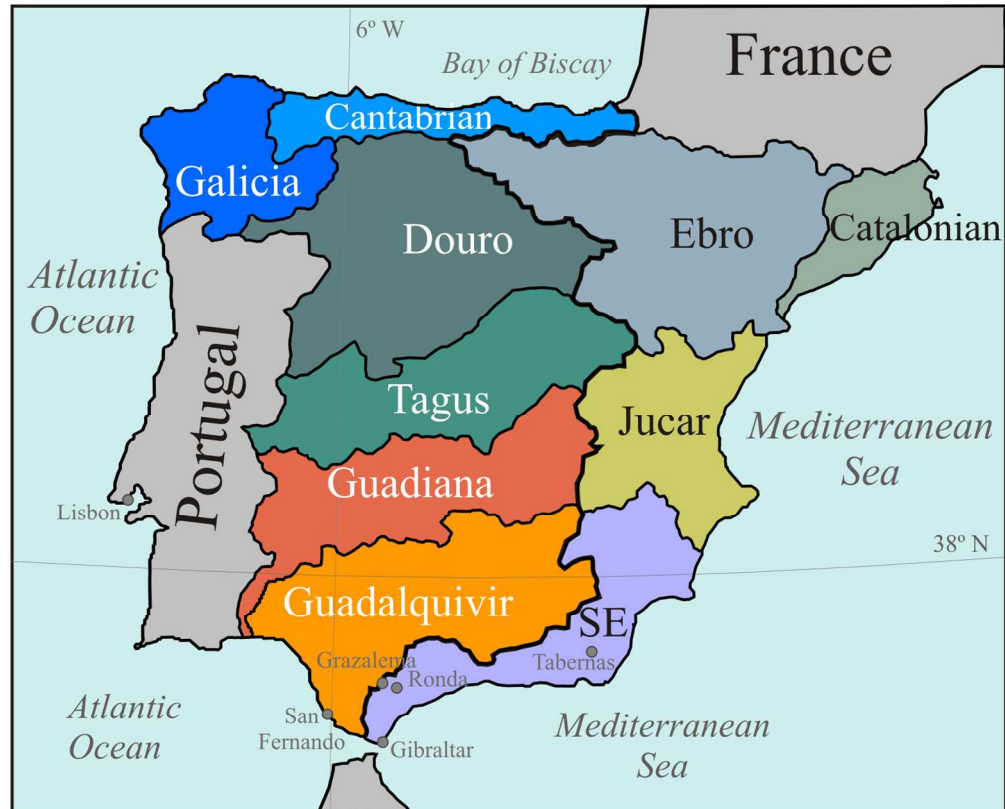 6º W
Bay of Biscay
France
Cantabrian
Galicia
Douro
Ebro
Catalonian
Atlantic
Ocean
Portugal
Tagus
Jucar
Mediterranean
Sea
Guadiana
Lisbon
38º N
Guadalquivir
SE
Grazalema
Ronda
Tabernas
Atlantic
Ocean
San
Fernando
Gibraltar
Mediterranean
Sea